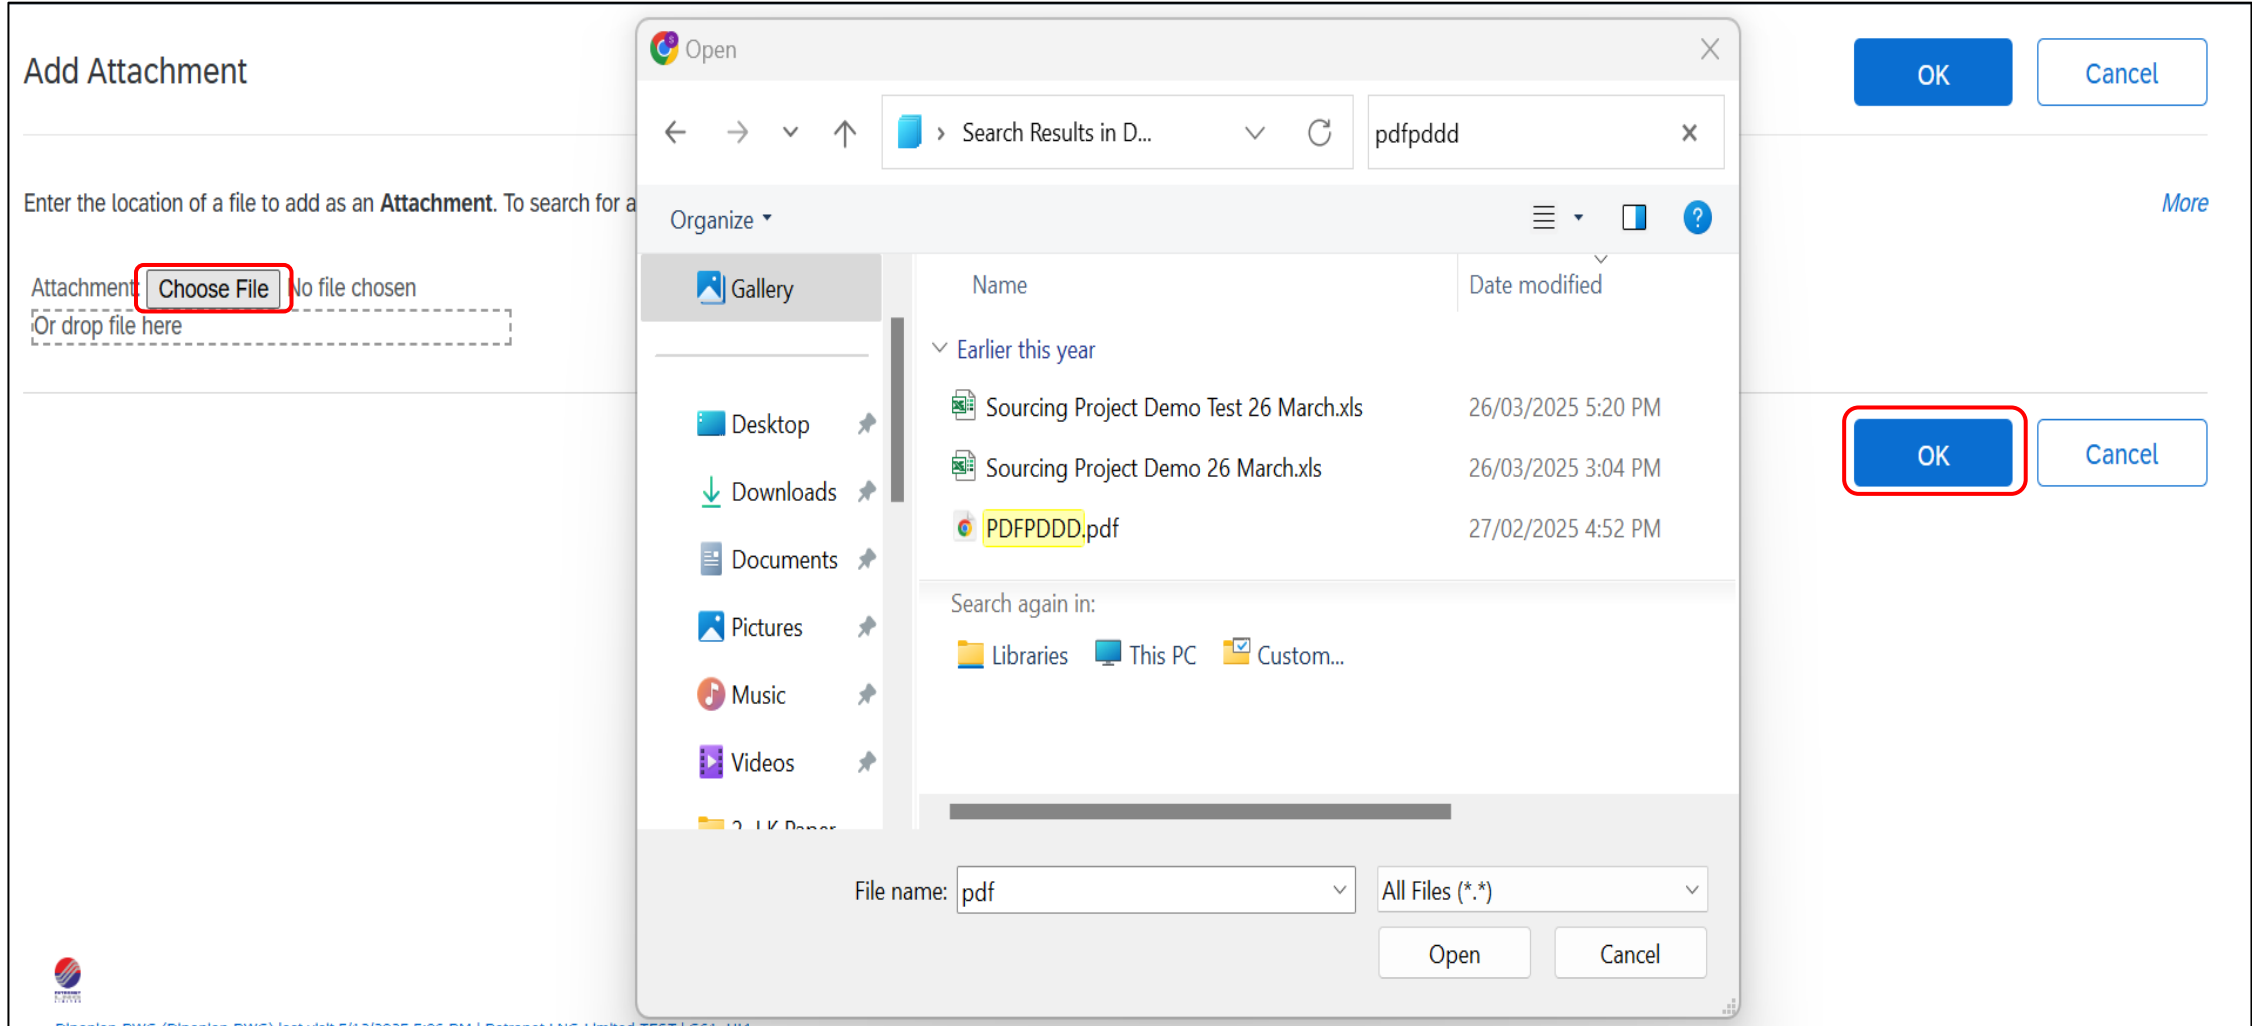 Add Attachment
OK
Cancel
Enter the location of a file to add as an Attachment. To search for a
More
Attachment: Choose File No file chosen
Or drop file here
OK
Cancel
Open
Search Results in D...
pdfpddd
Organize
Gallery
Desktop
Downloads
Documents
Pictures
Music
Videos
Name
Date modified
Earlier this year
Sourcing Project Demo Test 26 March.xls 26/03/2025 5:20 PM
Sourcing Project Demo 26 March.xls 26/03/2025 3:04 PM
PDFPDDD.pdf 27/02/2025 4:52 PM
Search again in:
Libraries This PC Custom...
File name: pdf
All Files (*.*)
Open
Cancel